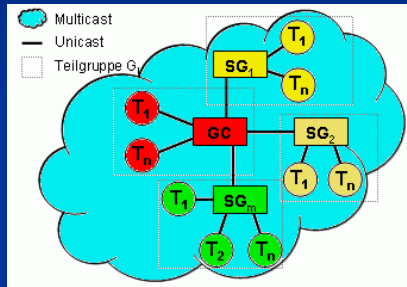 Multicast
Unicast
Teilgruppe G
T1
SG1
Tn
T1
GC
SG2
Tn
T1
SGm
T1
Tn
T2
Tn